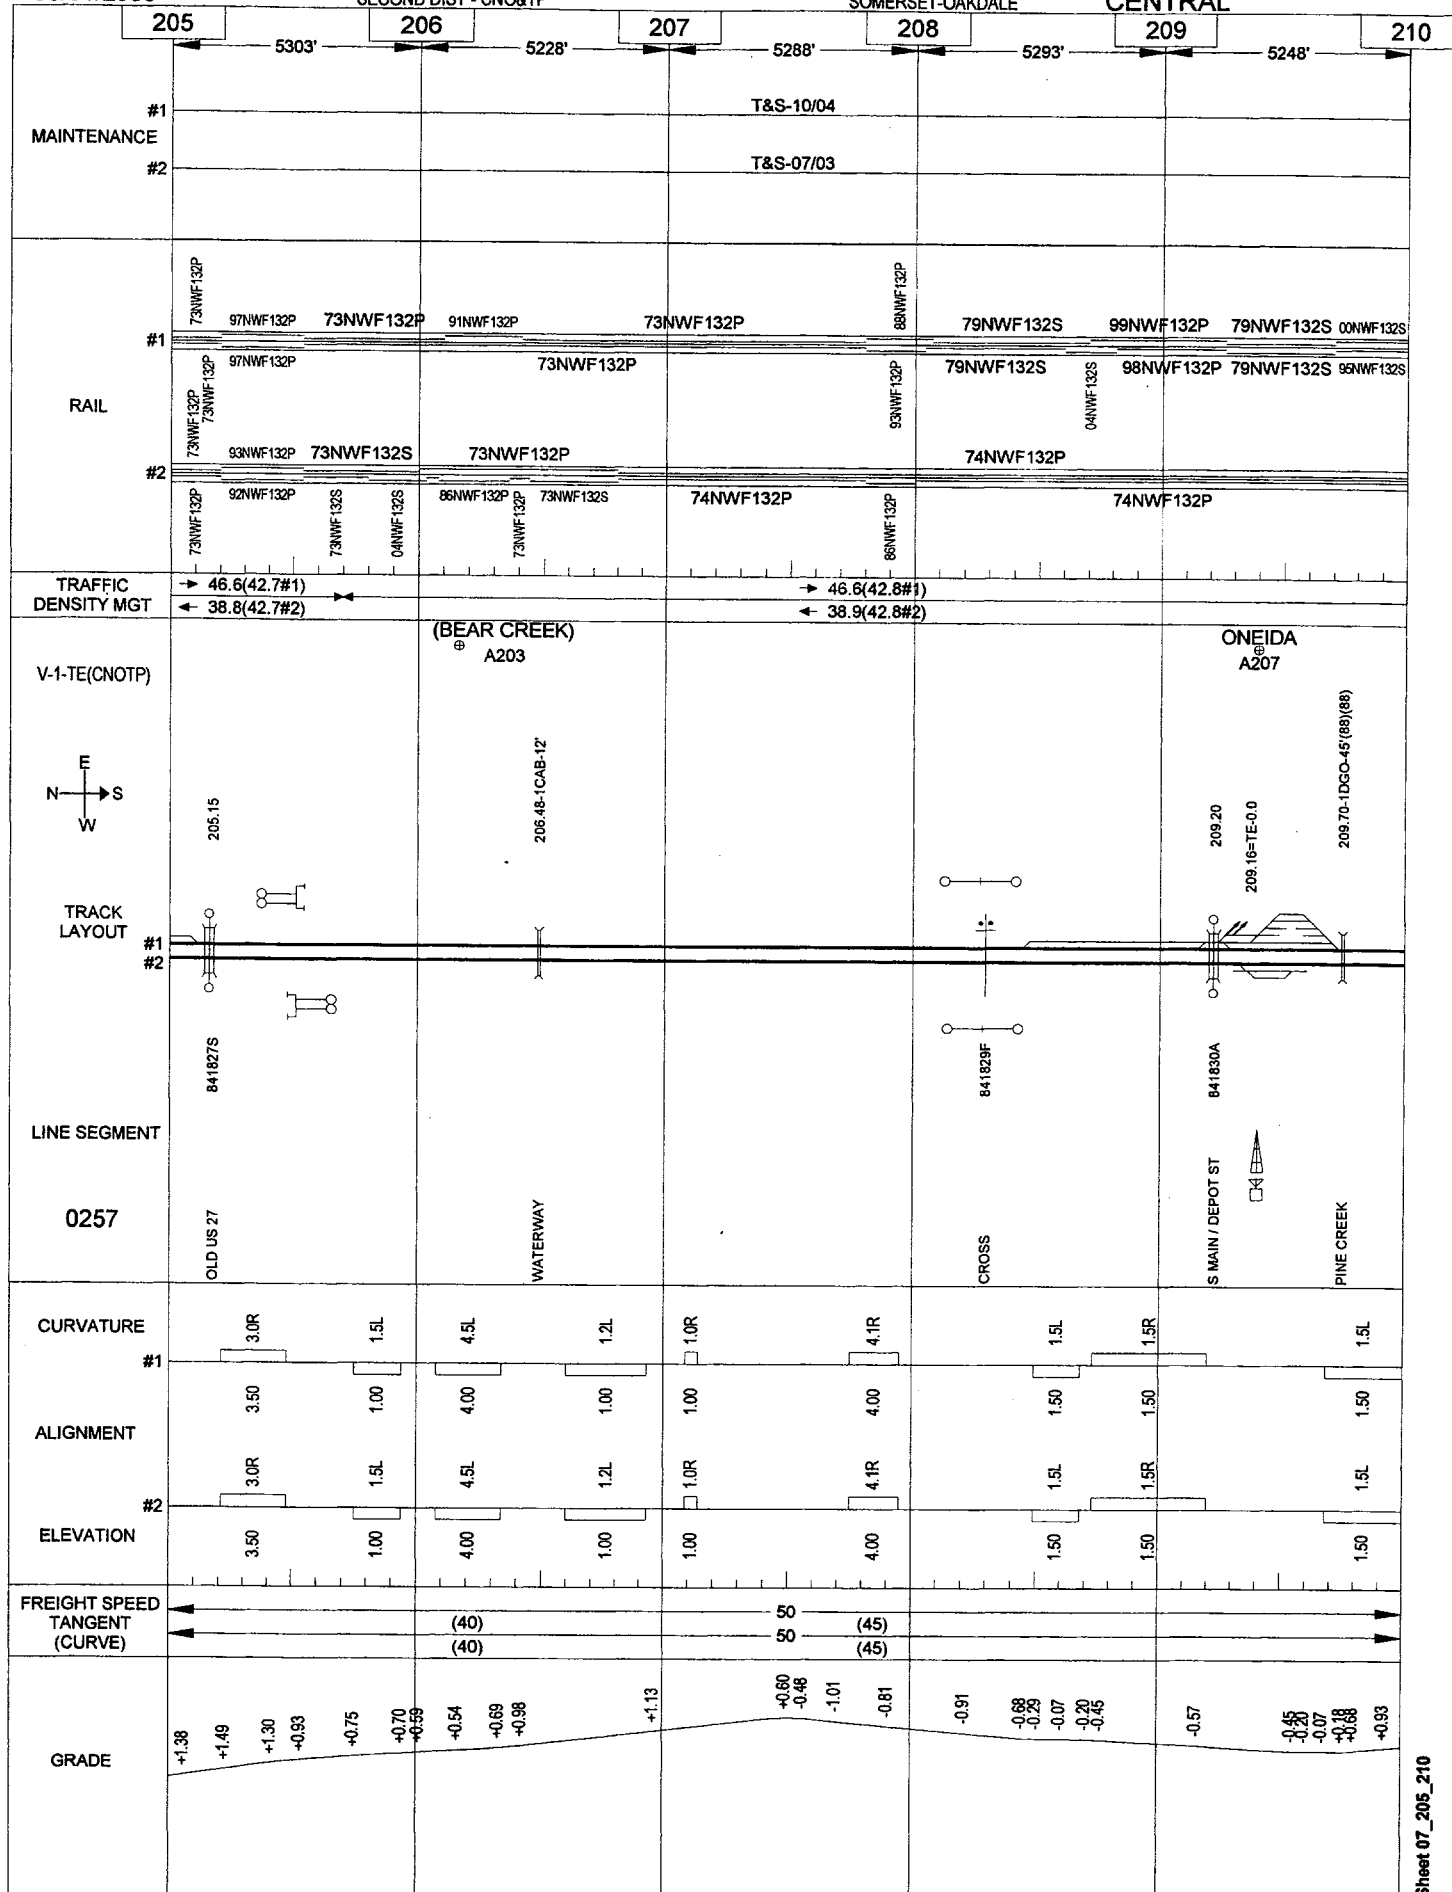 SECOND DIST - CNO&TP SOMERSET-OAKDALE CENTRAL
205 206 207 208 209 210
5303' 5228' 5288' 5293' 5248'
#1 T&S-10/04
MAINTENANCE
#2 T&S-07/03
73NWF132P 88NWF132P
97NWF132P 73NWF132P 91NWF132P 73NWF132P 79NWF132S 99NWF132P 79NWF132S 00NWF132S
#1
97NWF132P 73NWF132P 79NWF132S 98NWF132P 79NWF132S 95NWF132S
73NWF132P 93NWF132P 04NWF132S
RAIL
73NWF132P
93NWF132P 73NWF132S 73NWF132P 74NWF132P
#2
92NWF132P 86NWF132P 73NWF132S 74NWF132P 74NWF132P
73NWF132P 73NWF132S 04NWF132S 73NWF132P 86NWF132P
TRAFFIC
DENSITY MGT
46.6(42.7#1) 46.6(42.8#1)
38.8(42.7#2) 38.9(42.8#2)
(BEAR CREEK) ONEIDA
A203 A207
V-1-TE(CNOTP)
E
N S
W
205.15 206.48-1CAB-12' 209.20 209.16=TE-0.0 209.70-1DGO-45'(88)(88)
TRACK
LAYOUT
#1
#2
841827S 841829F 841830A
LINE SEGMENT
0257
OLD US 27 WATERWAY CROSS S MAIN / DEPOT ST PINE CREEK
CURVATURE
3.0R 1.5L 4.5L 1.2L 1.0R 4.1R 1.5L 1.5R 1.5L
#1
3.50 1.00 4.00 1.00 1.00 4.00 1.50 1.50 1.50
ALIGNMENT
3.0R 1.5L 4.5L 1.2L 1.0R 4.1R 1.5L 1.5R 1.5L
#2
ELEVATION
3.50 1.00 4.00 1.00 1.00 4.00 1.50 1.50 1.50
FREIGHT SPEED
TANGENT
(CURVE)
50
(40) (45)
50
(40) (45)
+1.38 +1.49 +1.30 +0.93 +0.75 +0.70 +0.59 +0.54 +0.69 +0.98 +1.13 +0.60 -0.48 -1.01 -0.81 -0.91 -0.68 -0.29 -0.07 -0.20 -0.45 -0.57 -0.45 -0.20 -0.07 +0.18 +0.68 +0.93
GRADE
Sheet 07_205_210